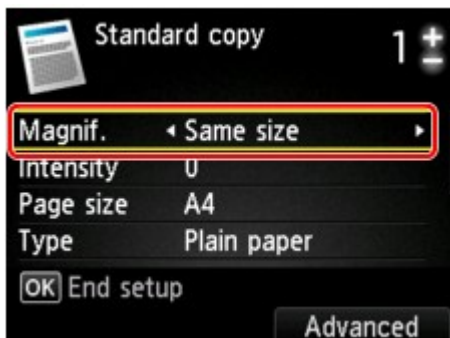 Standard copy 1
Magnif. Same size
Intensity 0
Page size A4
Type Plain paper
OK End setup
Advanced